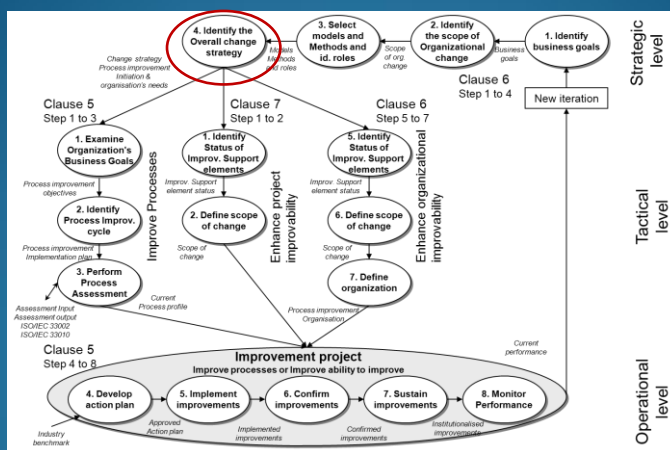 4. Identify the
Overall change
strategy
3. Select
models and
Methods and
id. roles
2. Identify
the scope of
Organizational
change
1. Identify
business goals
Models
Methods
and roles
Scope of
org. change
Business
goals
Strategic
level
Change strategy
Process improvement
Initiation &
organisation's needs
Clause 6
Step 1 to 4
New iteration
Clause 5
Step 1 to 3
Clause 7
Step 1 to 2
Clause 6
Step 5 to 7
1. Examine
Organization's
Business Goals
1. Identify
Status of
Improv. Support
elements
5. Identify
Status of
Improv. Support
elements
Process improvement
objectives
Improv. Support
element status
Improv. Support
element status
2. Identify
Process Improv.
cycle
2. Define scope
of change
6. Define scope
of change
Improve Processes
Enhance project
improvability
Enhance organizational
improvability
Tactical
level
Process improvement
Implementation plan
Scope of
change
Scope of
change
3. Perform
Process
Assessment
7. Define
organization
Assessment Input
Assessment output
ISO/IEC 33002
ISO/IEC 33010
Current
Process profile
Process improvement
Organisation
Current
performance
Clause 5
Step 4 to 8
Improvement project
Improve processes or Improve ability to improve
4. Develop
action plan
5. Implement
improvements
6. Confirm
improvements
7. Sustain
improvements
8. Monitor
Performance
Industry
benchmark
Approved
Action plan
Implemented
improvements
Confirmed
improvements
Institutionalised
improvements
Operational
level